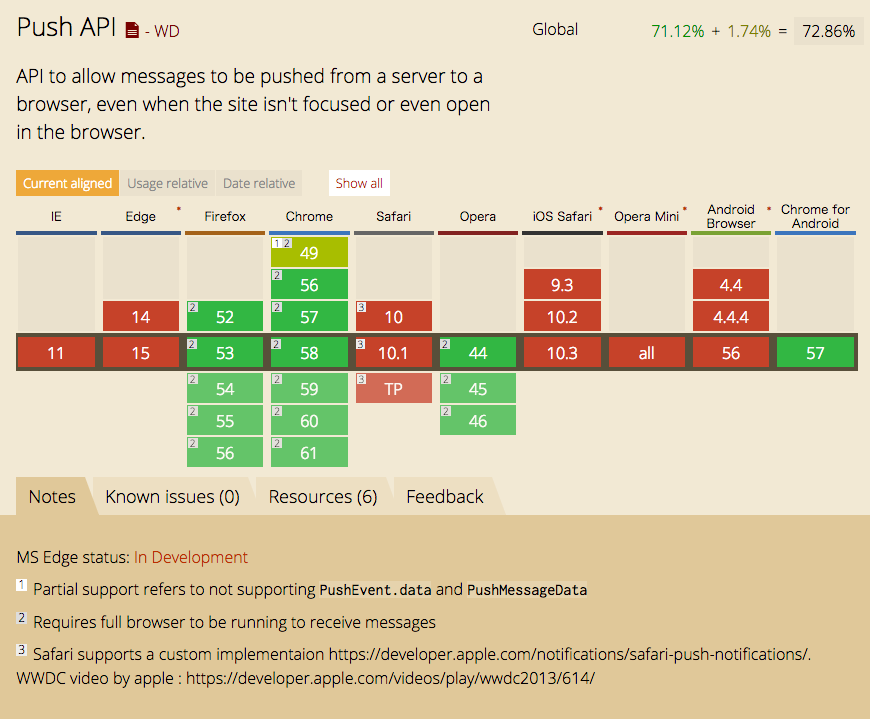 Push API - WD Global 71.12% + 1.74% = 72.86%
API to allow messages to be pushed from a server to a
browser, even when the site isn't focused or even open
in the browser.
Current aligned Usage relative Date relative Show all
IE Edge * Firefox Chrome Safari Opera iOS Safari * Opera Mini * Android Browser * Chrome for Android
1 2 49
2 56 9.3 4.4
14 2 52 2 57 3 10 10.2 4.4.4
11 15 2 53 2 58 3 10.1 2 44 10.3 all 56 57
2 54 2 59 3 TP 2 45
2 55 2 60 2 46
2 56 2 61
Notes Known issues (0) Resources (6) Feedback
MS Edge status: In Development
1 Partial support refers to not supporting PushEvent.data and PushMessageData
2 Requires full browser to be running to receive messages
3 Safari supports a custom implementaion https://developer.apple.com/notifications/safari-push-notifications/.
WWDC video by apple : https://developer.apple.com/videos/play/wwdc2013/614/